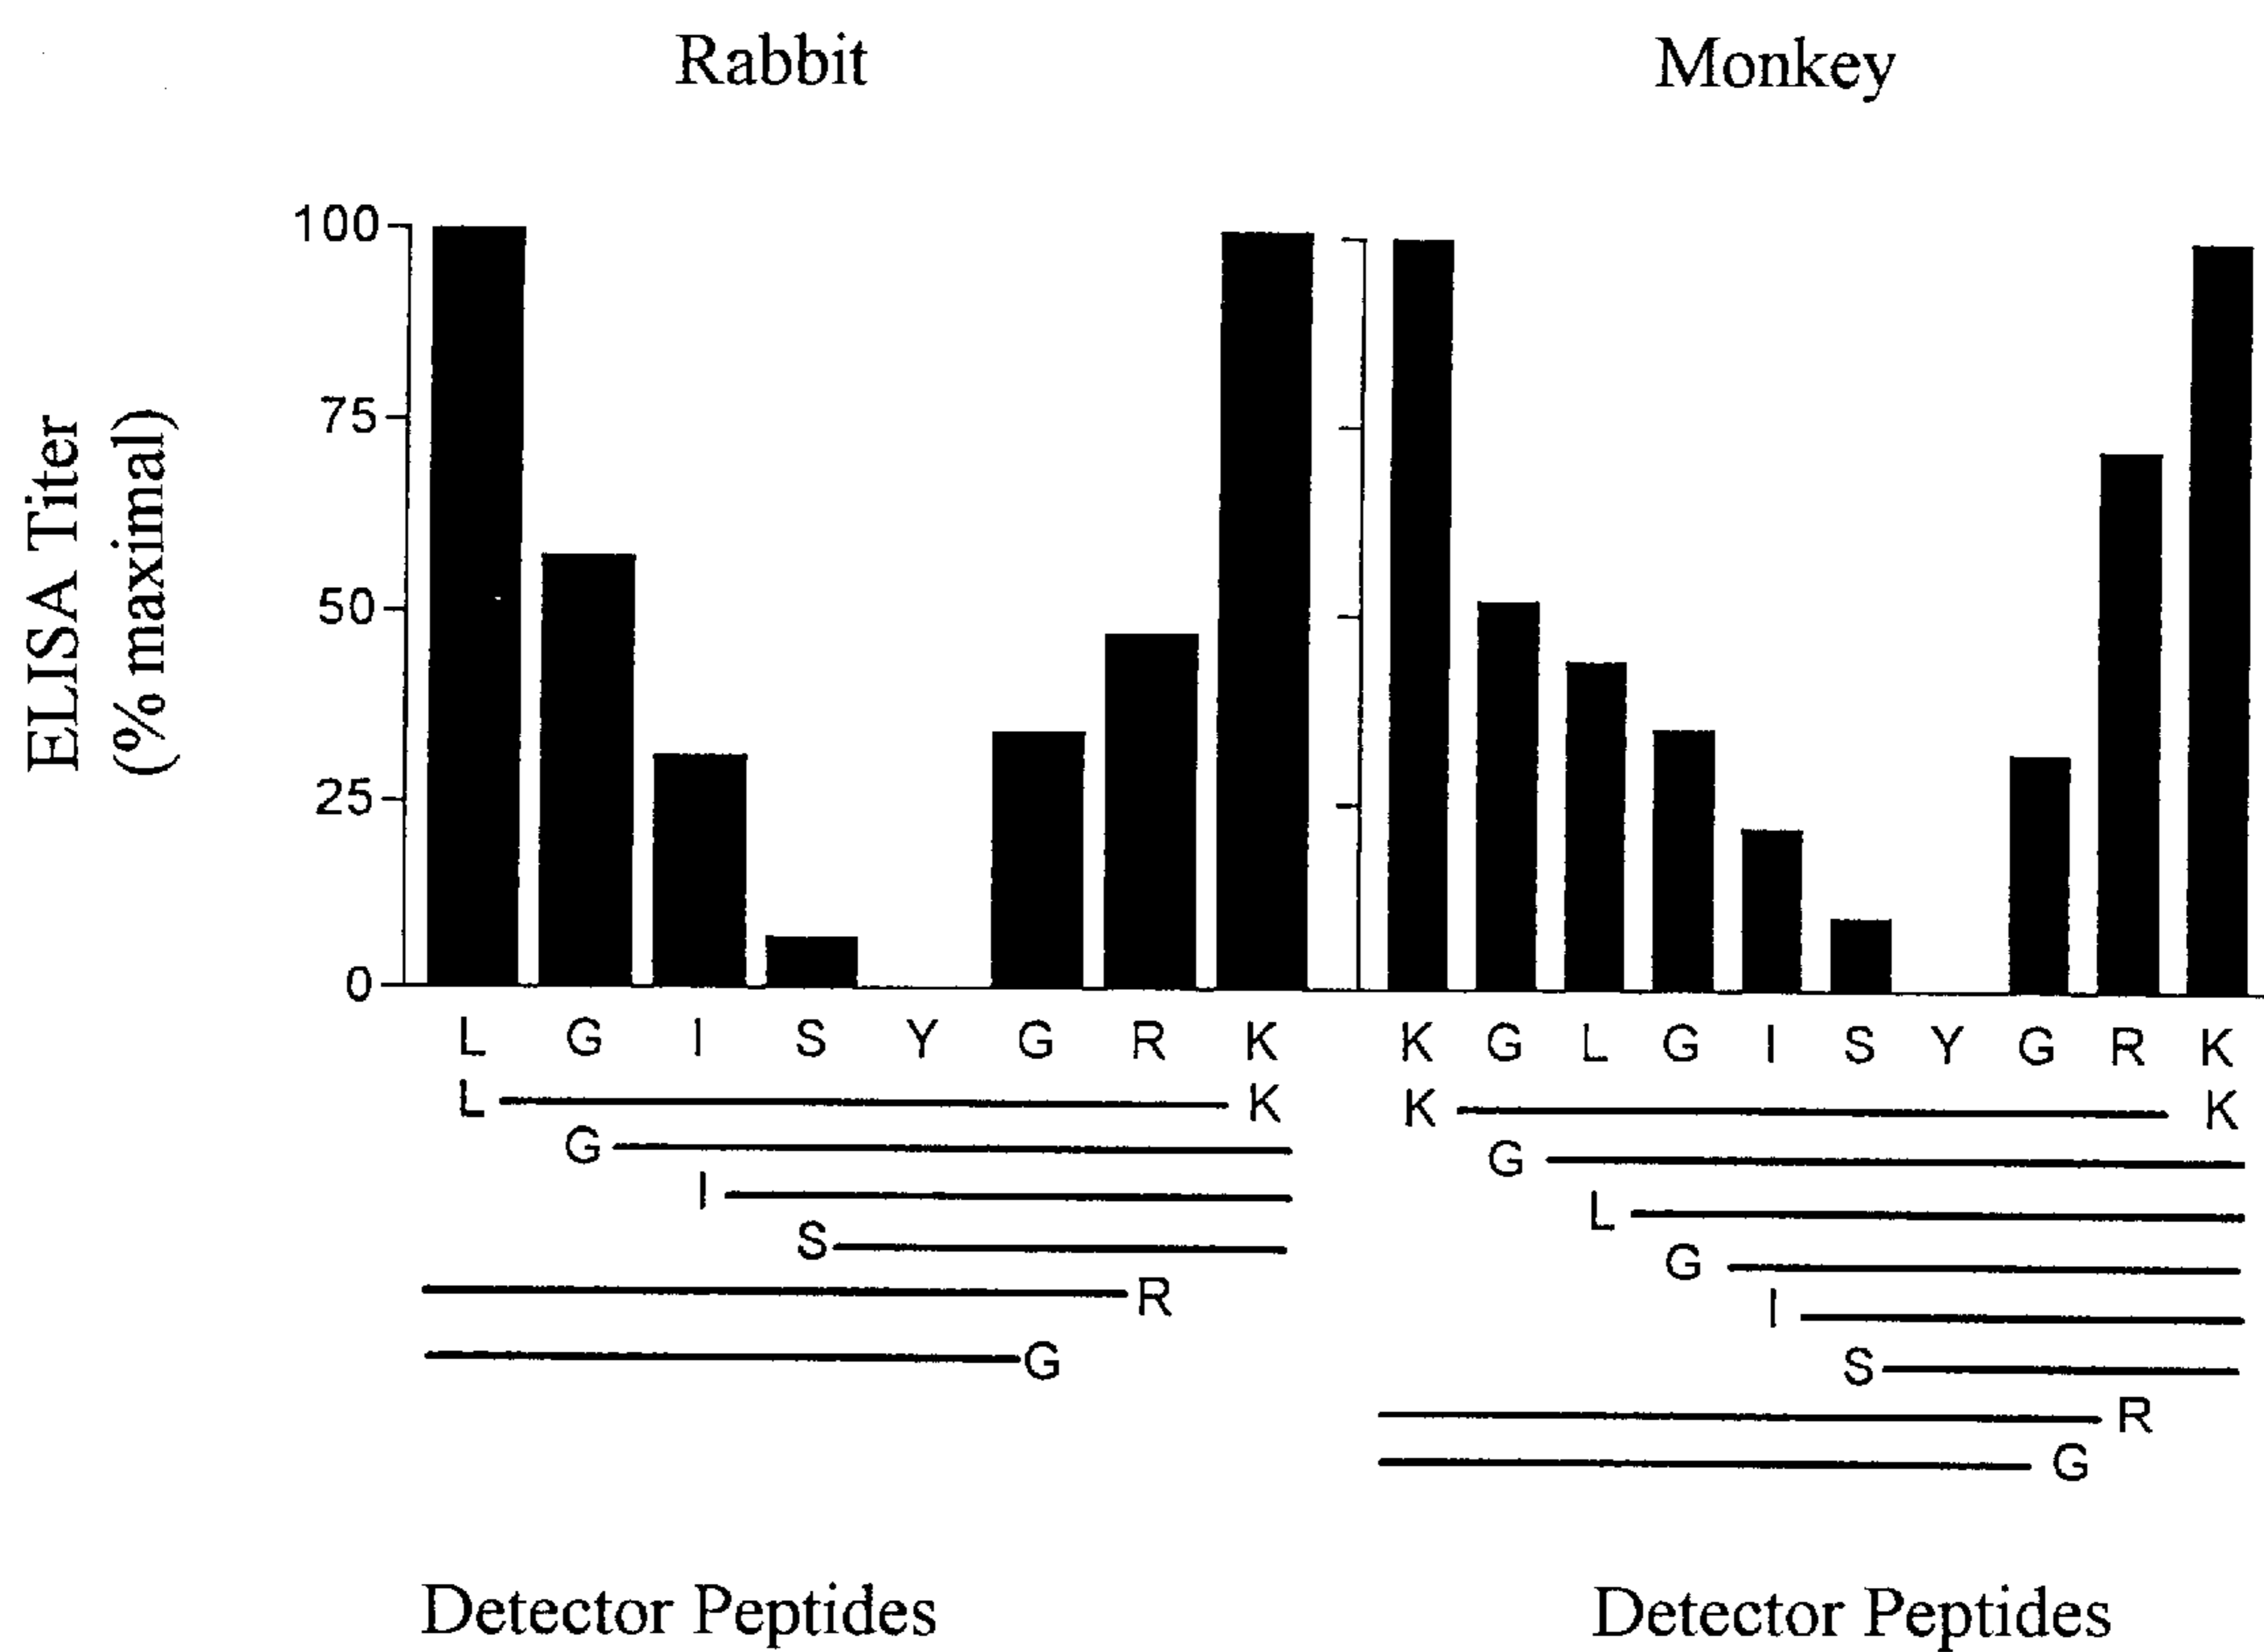 Rabbit
Monkey
ELISA Titer
(% maximal)
100
75
50
25
0
L G I S Y G R K
L K
G
I
S
R
G
K G L G I S Y G R K
K K
G
L
G
I
S
R
G
Detector Peptides
Detector Peptides